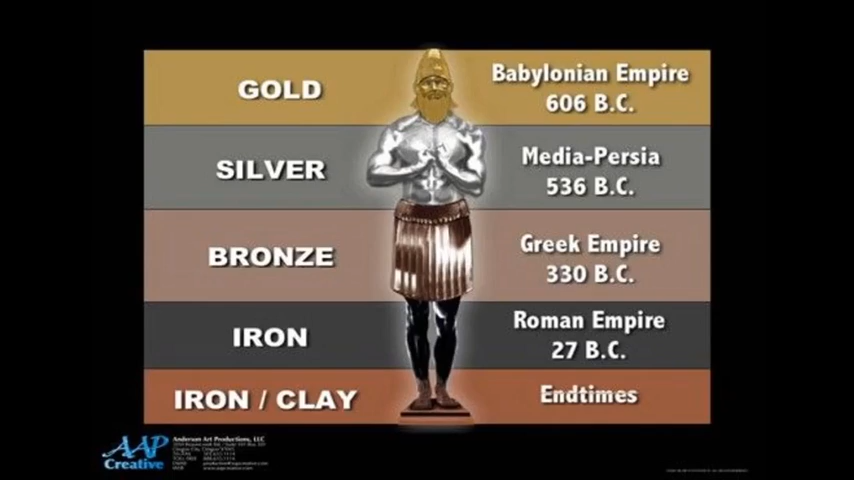 GOLD
Babylonian Empire
606 B.C.
SILVER
Media-Persia
536 B.C.
BRONZE
Greek Empire
330 B.C.
IRON
Roman Empire
27 B.C.
IRON / CLAY
Endtimes
AAP
Creative
Anderson Art Productions, LLC